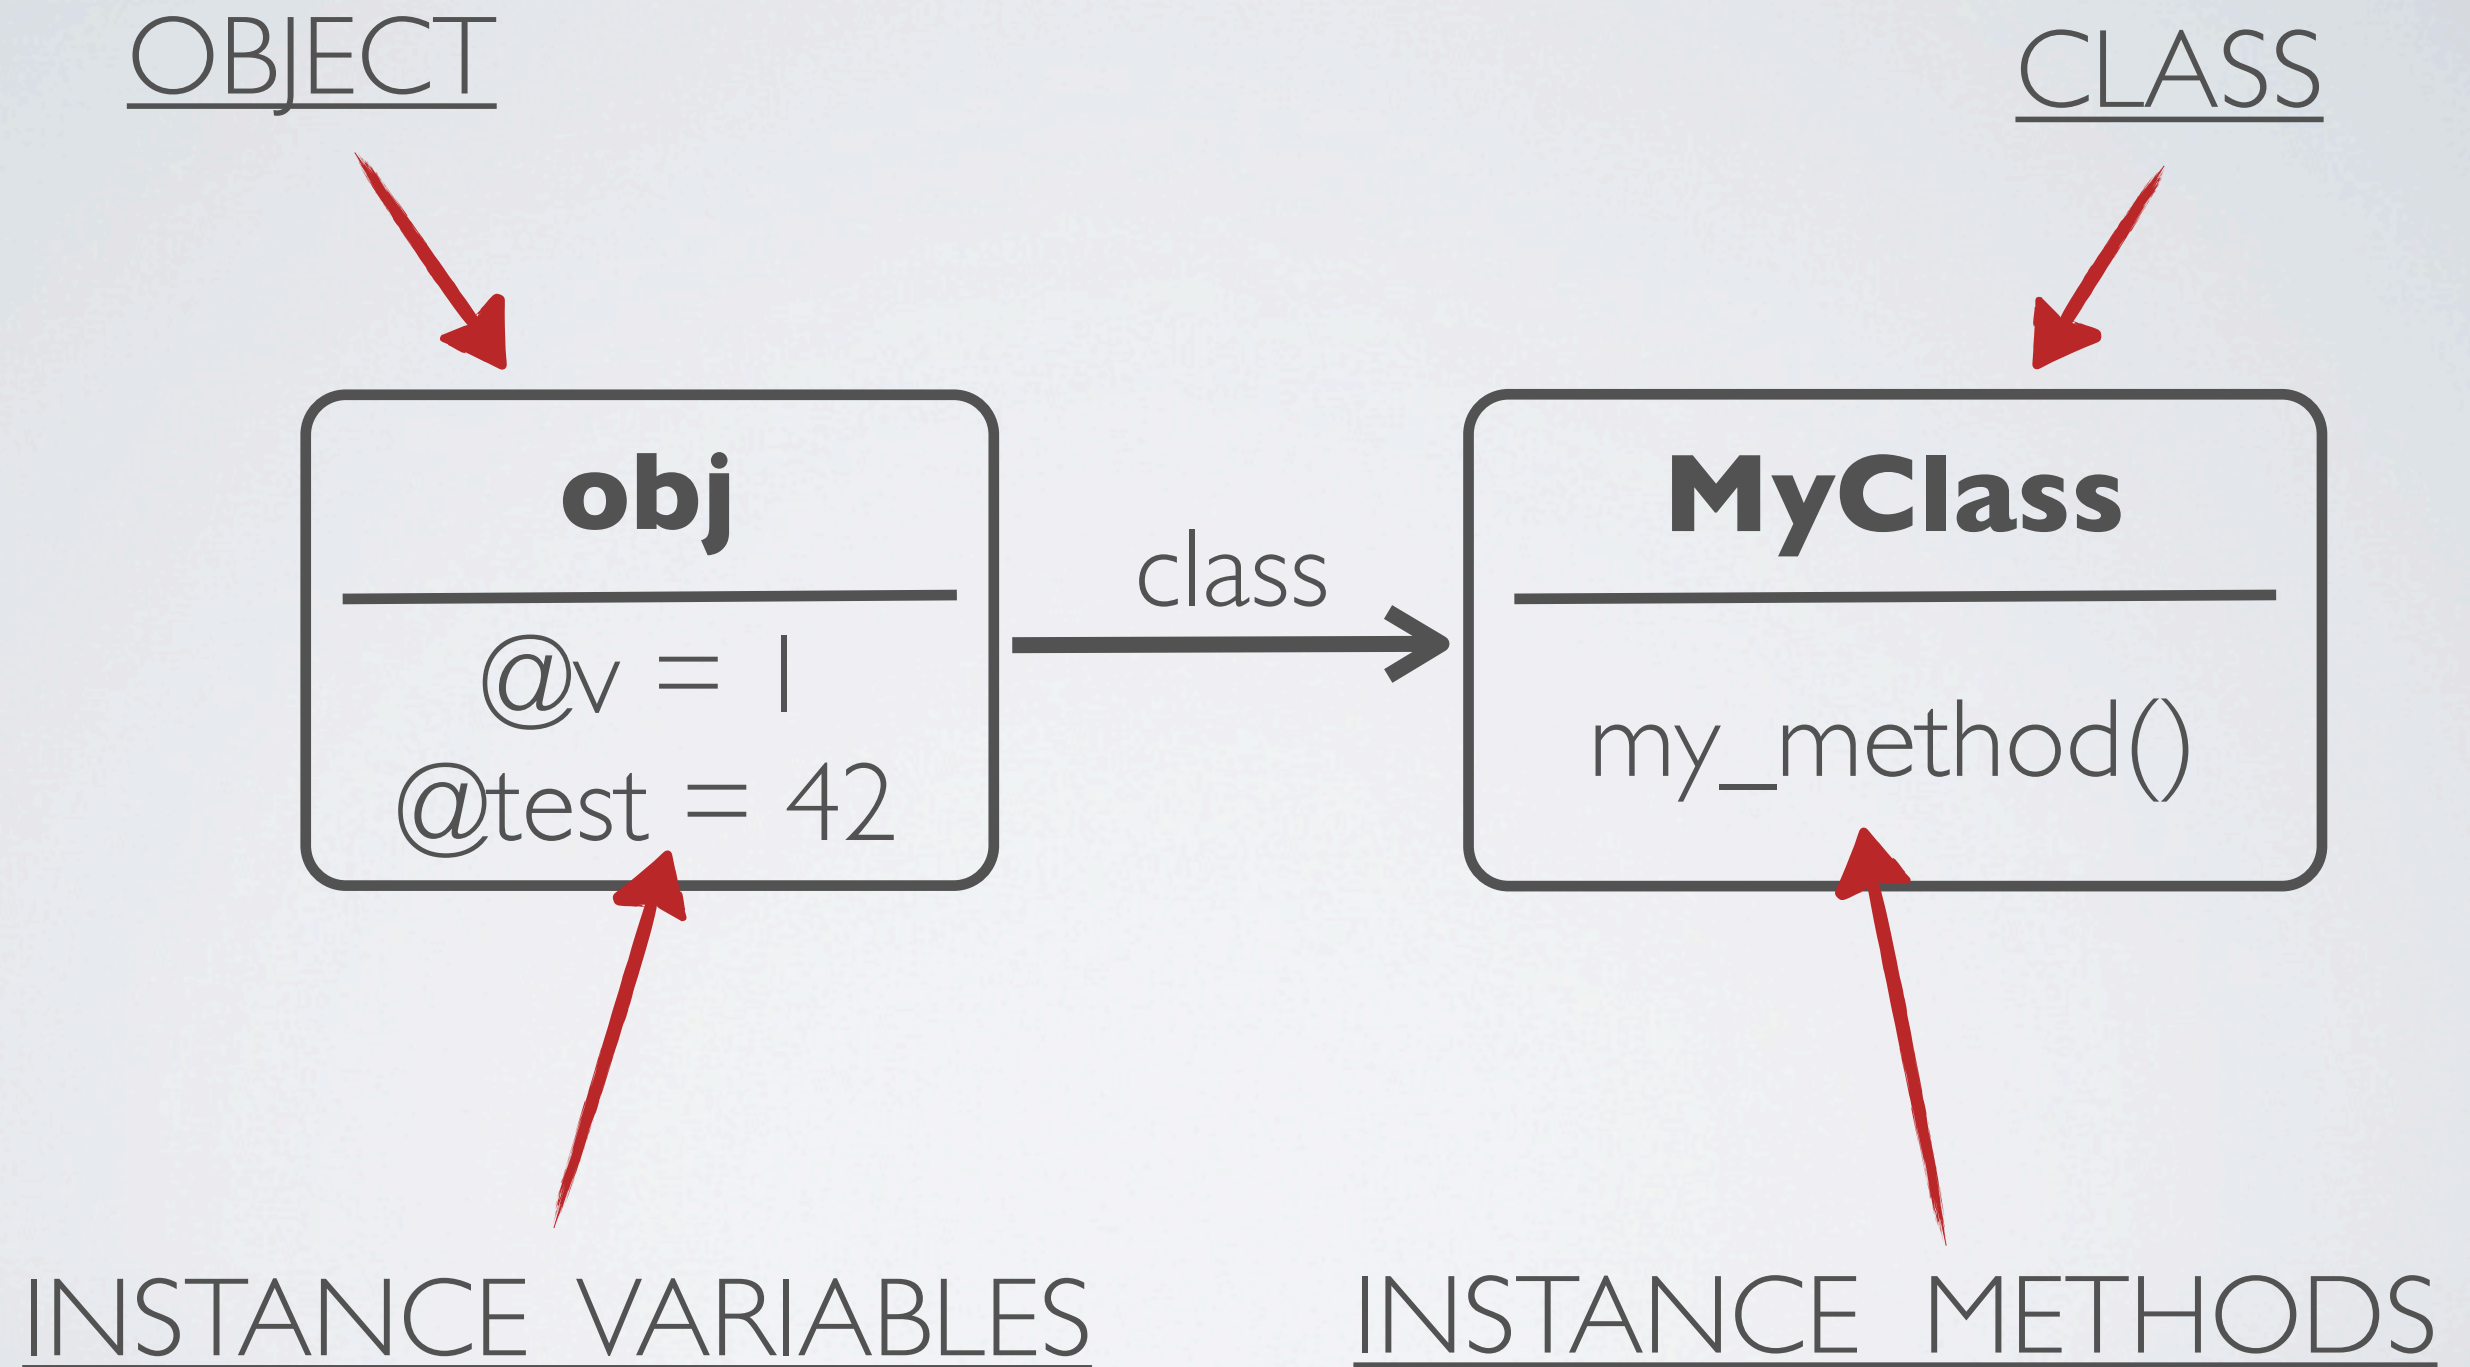 OBJECT
CLASS
obj
MyClass
class
@v = 1
@test = 42
my_method()
INSTANCE VARIABLES
INSTANCE METHODS